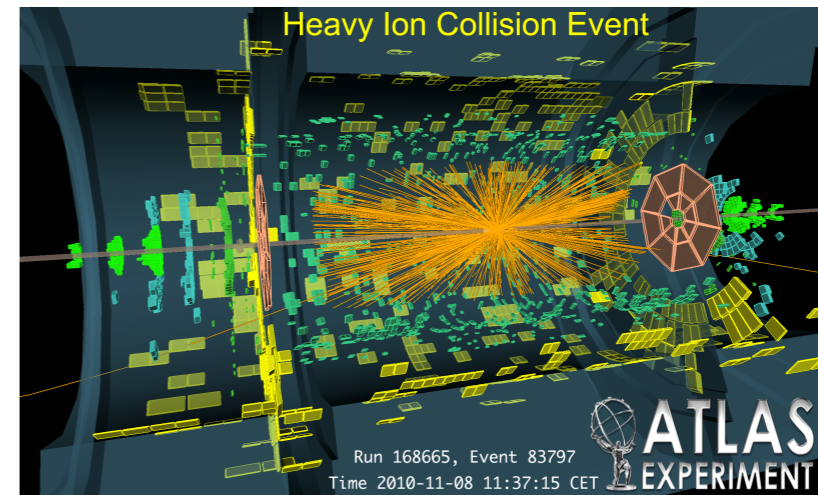 Heavy Ion Collision Event
Run 168665, Event 83797
Time 2010-11-08 11:37:15 CET
ATLAS
EXPERIMENT